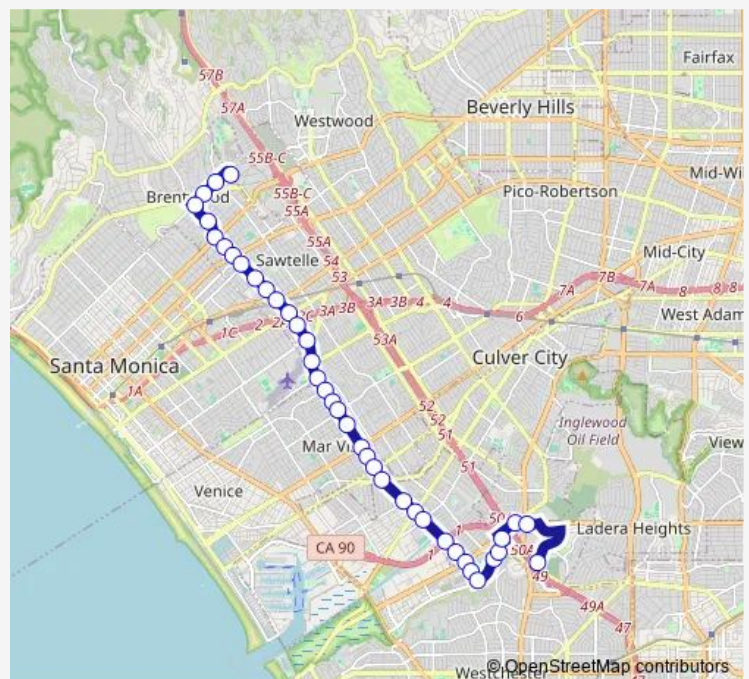 57B
Fairfax
57A
Beverly Hills
Westwood
55B-C
Mid-Wi
55B-C
Pico-Robertson
55A
55A
Mid-City
Sawtelle
54
53
7B
7A
7A
8
8
8
3A
3B
3A
3B
4
4
6
1C
2
West Adam
53A
Santa Monica
Culver City
1A
52
52
51
Inglewood
Oil Field
Mar Vi
View
51
Venice
50
1
Ladera Heights
CA 90
1
50A
49
49A
47
Westchester
© OpenStreetMap contributors